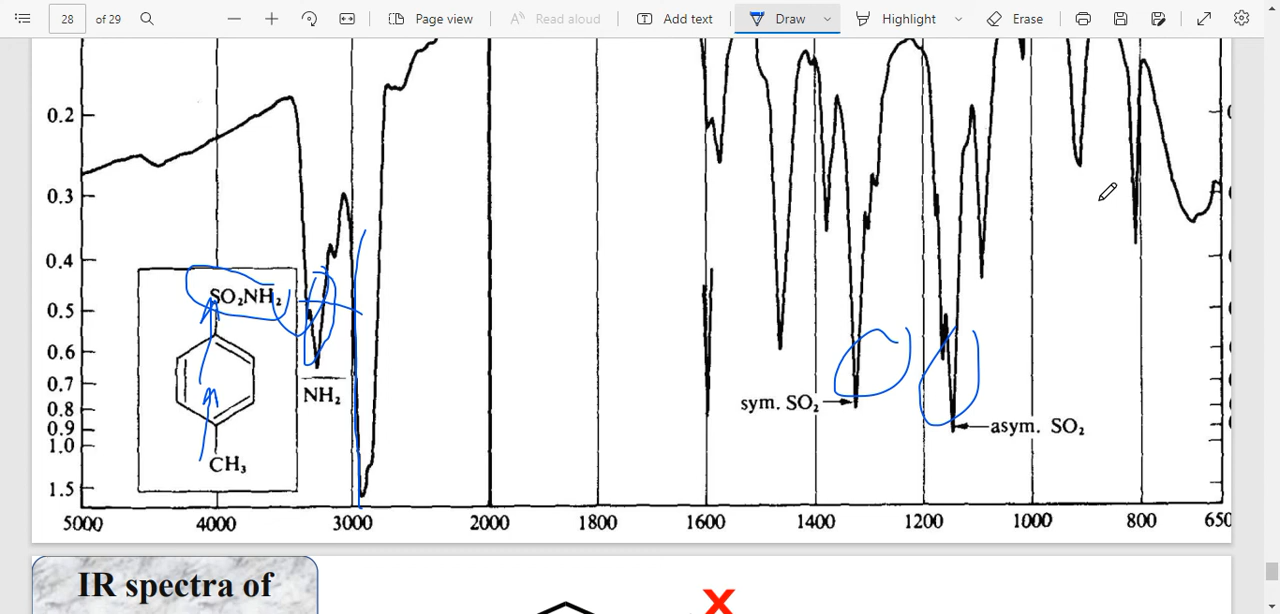 28 of 29 Page view Read aloud Add text Draw Highlight Erase
0.2
0.3
0.4
0.5
0.6
0.7
0.8
0.9
1.0
1.5
SO₂NH₂
CH₃
NH₂
sym. SO₂
asym. SO₂
5000 4000 3000 2000 1800 1600 1400 1200 1000 800 650
IR spectra of
X